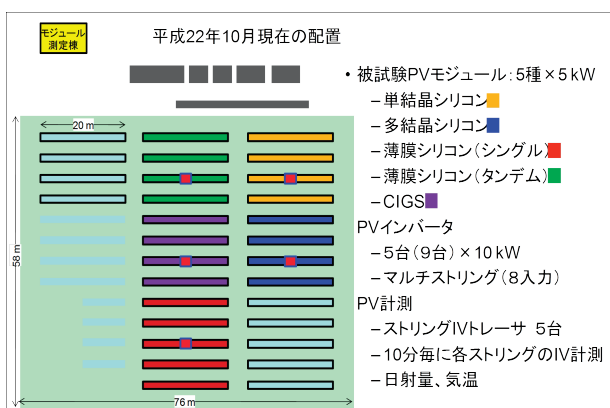 モジュール
測定棟
平成22年10月現在の配置
20 m
58 m
76 m
・被試験PVモジュール:5種×5kW
–単結晶シリコン
–多結晶シリコン
–薄膜シリコン(シングル)
–薄膜シリコン(タンデム)
–CIGS
PVインバータ
–5台(9台)×10kW
–マルチストリング(8入力)
PV計測
–ストリングIVトレーサ 5台
–10分毎に各ストリングのIV計測
–日射量、気温